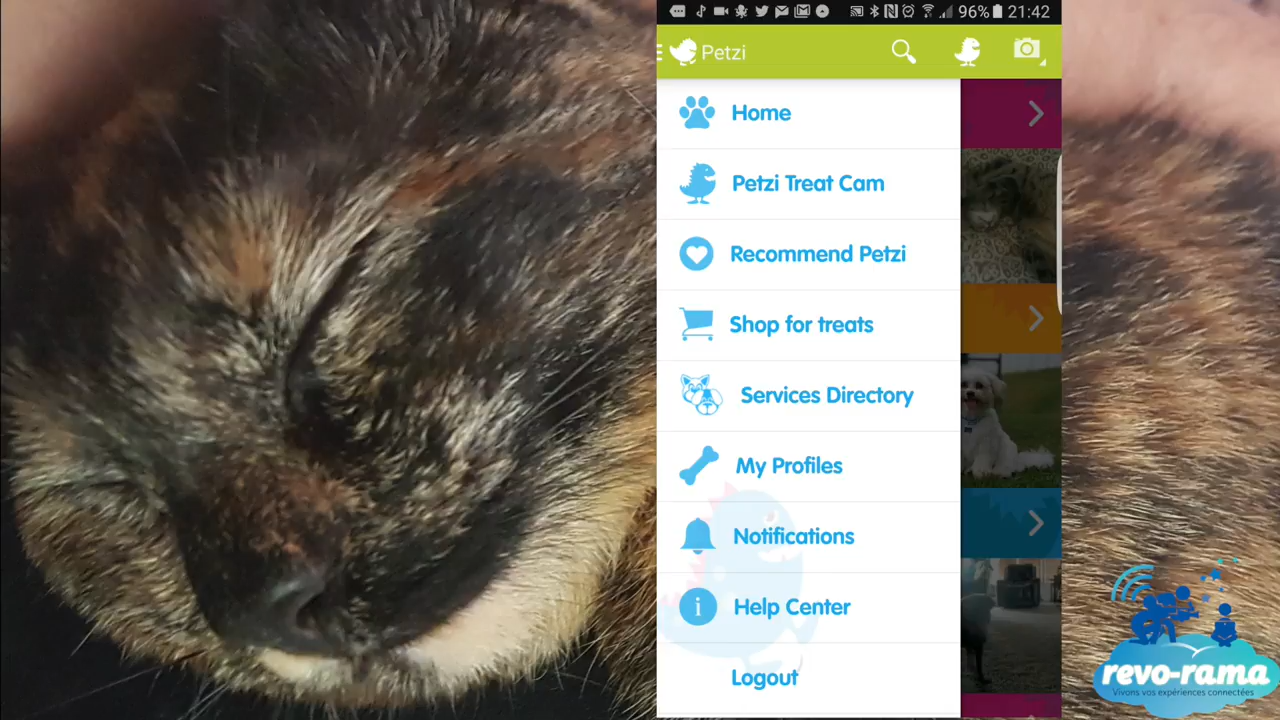 96% 21:42
Petzi
Home
Petzi Treat Cam
Recommend Petzi
Shop for treats
Services Directory
My Profiles
Notifications
Help Center
Logout
revo-rama
Vivons vos expériences connectées